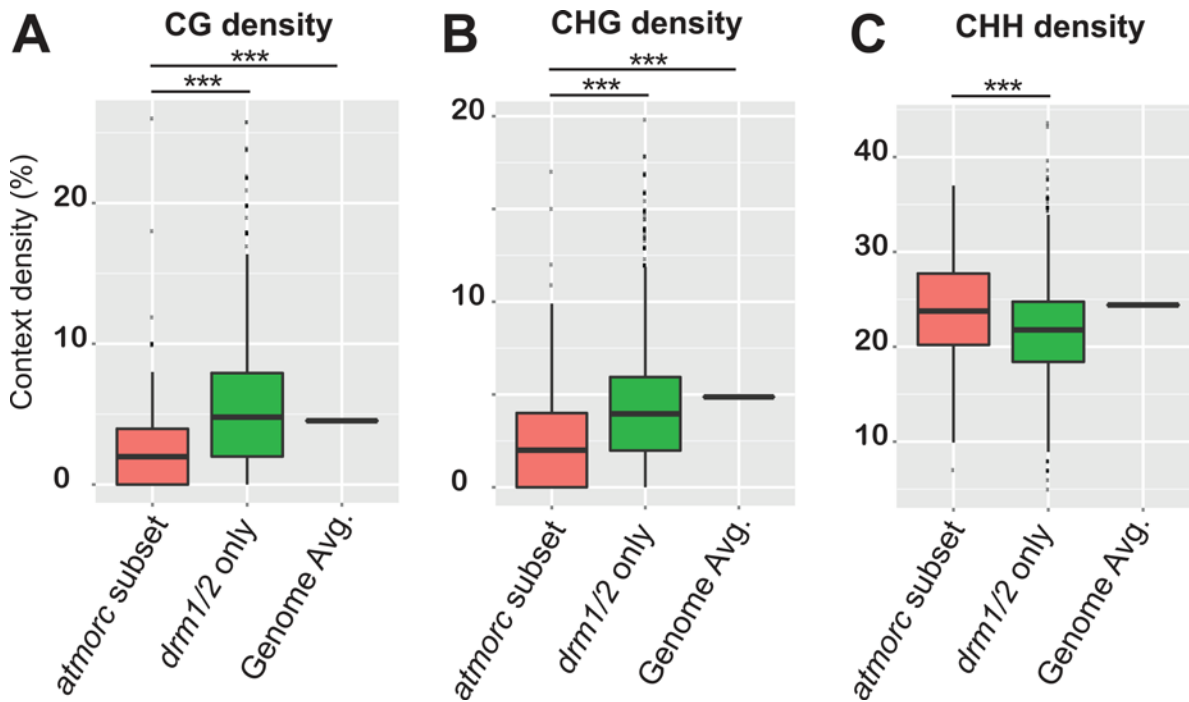 A
CG density
***
***
Context density (%)
20
10
0
atmorc subset
drm1/2 only
Genome Avg.
B
CHG density
***
***
20
10
0
atmorc subset
drm1/2 only
Genome Avg.
C
CHH density
***
40
30
20
10
atmorc subset
drm1/2 only
Genome Avg.